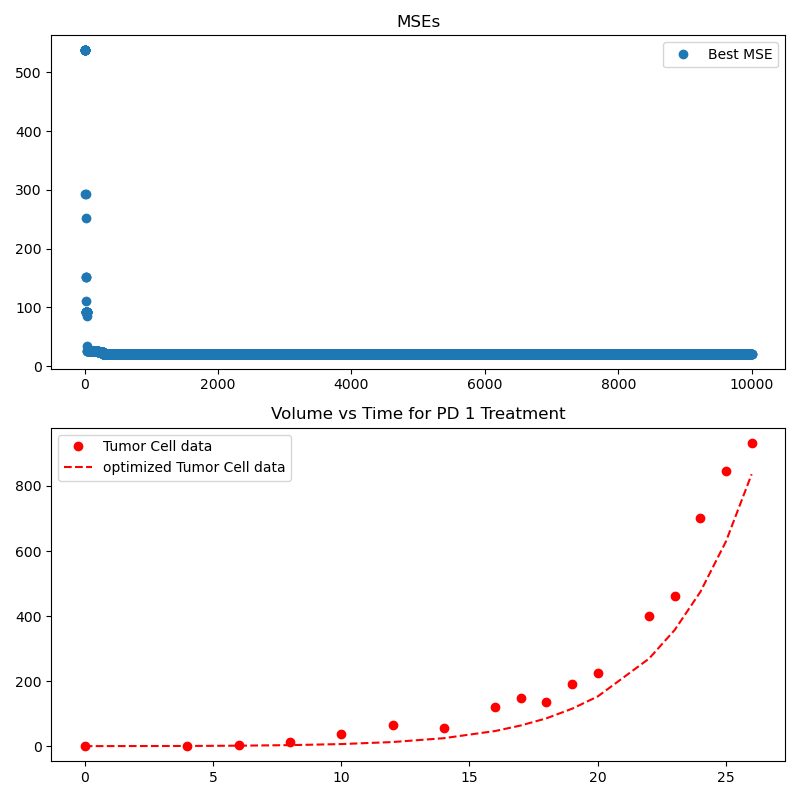 MSEs
Best MSE
500
400
300
200
100
0
0 2000 4000 6000 8000 10000
Volume vs Time for PD 1 Treatment
Tumor Cell data
optimized Tumor Cell data
800
600
400
200
0
0 5 10 15 20 25